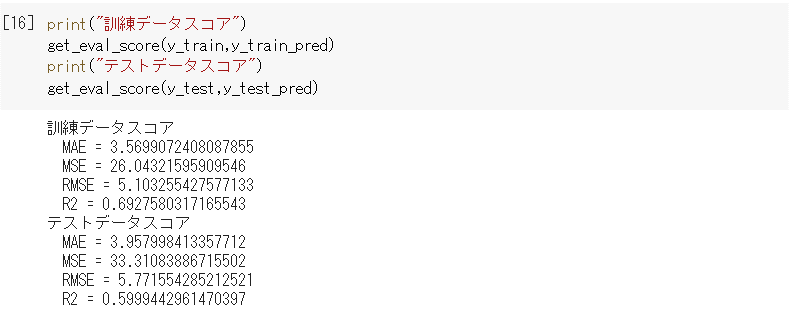 [16] print("訓練データスコア")
get_eval_score(y_train,y_train_pred)
print("テストデータスコア")
get_eval_score(y_test,y_test_pred)
訓練データスコア
MAE = 3.5699072408087855
MSE = 26.04321595909546
RMSE = 5.103255427577133
R2 = 0.6927580317165543
テストデータスコア
MAE = 3.957998413357712
MSE = 33.31083886715502
RMSE = 5.771554285212521
R2 = 0.5999442961470397